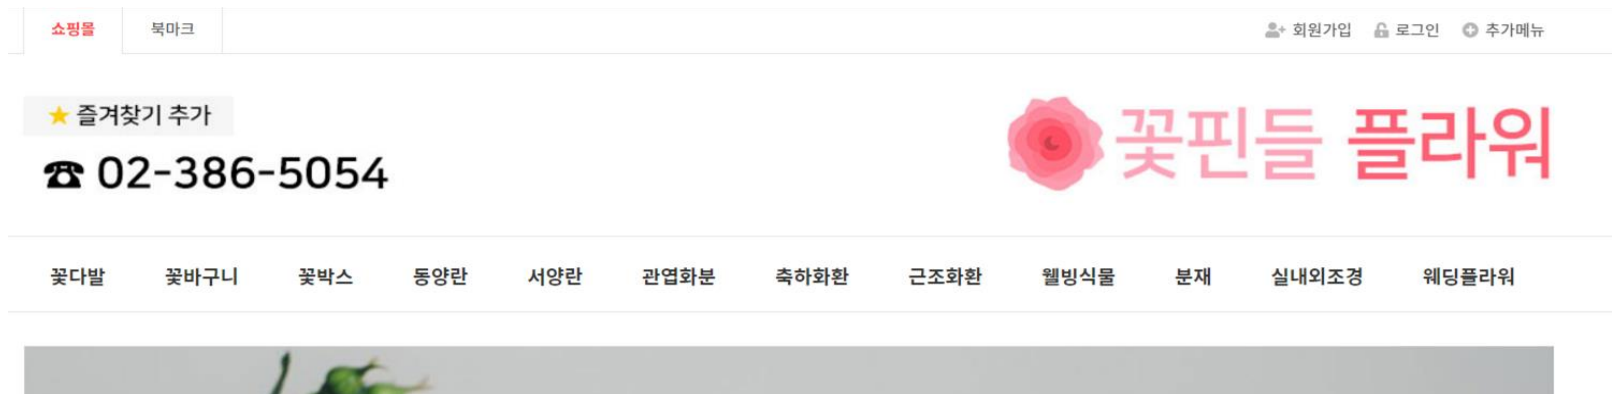 쇼핑몰 북마크 회원가입 로그인 추가메뉴
즐겨찾기 추가
02-386-5054
꽃핀들 플라워
꽃다발 꽃바구니 꽃박스 동양란 서양란 관엽화분 축하화환 근조화환 웰빙식물 분재 실내외조경 웨딩플라워